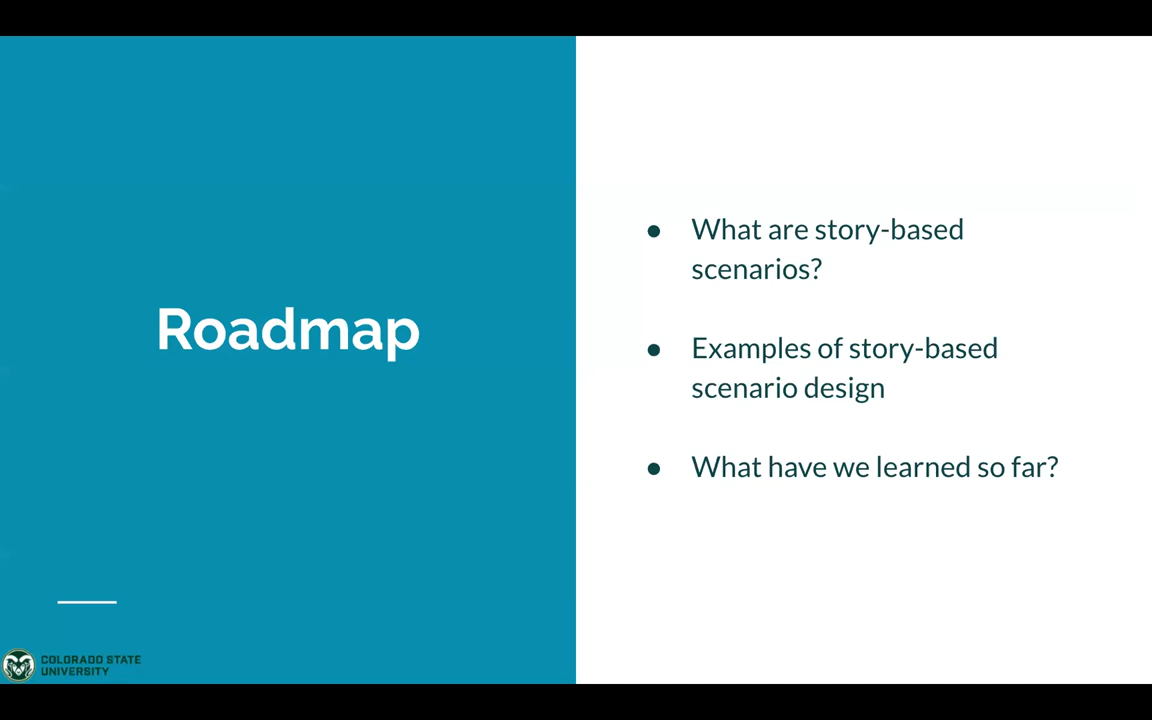 Roadmap
● What are story-based
scenarios?
● Examples of story-based
scenario design
● What have we learned so far?
COLORADO STATE
UNIVERSITY